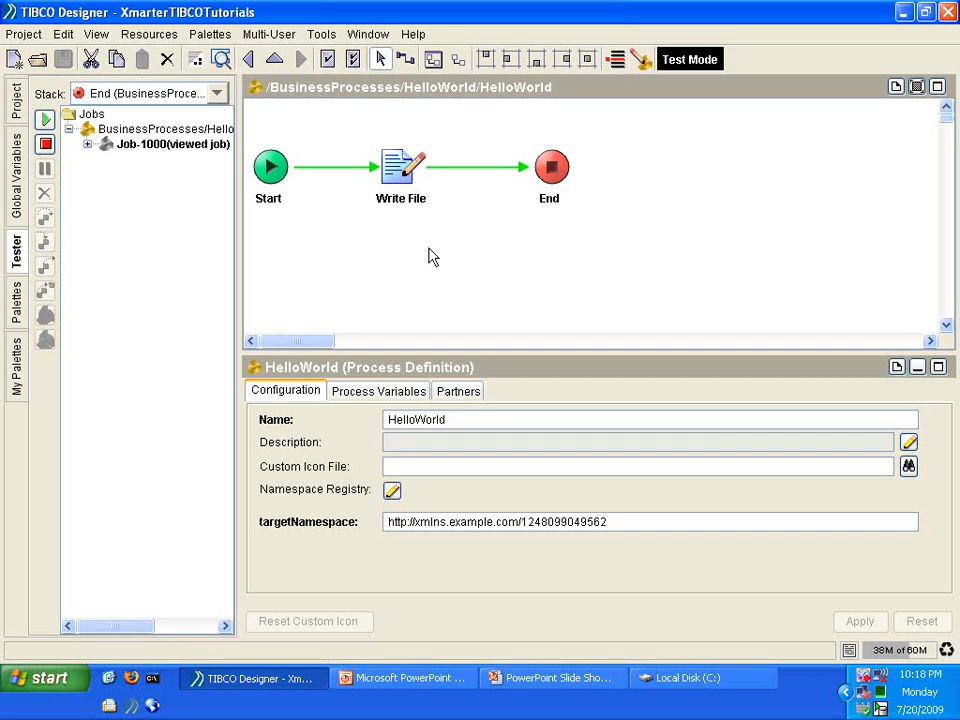 TIBCO Designer - XmarterTIBCOTutorials
Project Edit View Resources Palettes Multi-User Tools Window Help
Test Mode
Stack: End (BusinessProce...
Jobs
BusinessProcesses/Hello
Job-1000(viewed job)
Project
Global Variables
Tester
Palettes
My Palettes
/BusinessProcesses/HelloWorld/HelloWorld
Start Write File End
HelloWorld (Process Definition)
Configuration Process Variables Partners
Name: HelloWorld
Description:
Custom Icon File:
Namespace Registry:
targetNamespace: http://xmlns.example.com/1248099049562
Reset Custom Icon Apply Reset
38M of 60M
start TIBCO Designer - Xm... Microsoft PowerPoint ... PowerPoint Slide Sho... Local Disk (C:)
10:18 PM
Monday
7/20/2009